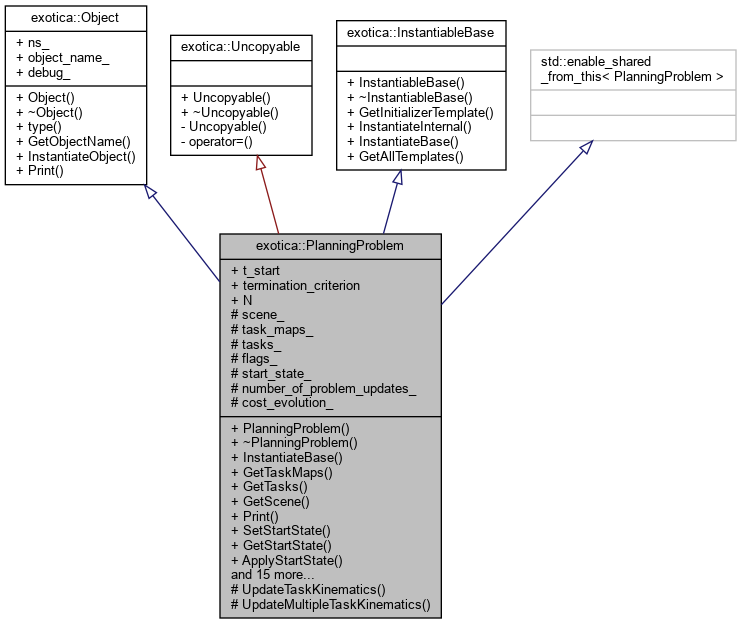 exotica::Object
+ ns_
+ object_name_
+ debug_
+ Object()
+ ~Object()
+ type()
+ GetObjectName()
+ InstantiateObject()
+ Print()
exotica::Uncopyable
+ Uncopyable()
+ ~Uncopyable()
- Uncopyable()
- operator=()
exotica::InstantiableBase
+ InstantiableBase()
+ ~InstantiableBase()
+ GetInitializerTemplate()
+ InstantiateInternal()
+ InstantiateBase()
+ GetAllTemplates()
std::enable_shared
_from_this< PlanningProblem >
exotica::PlanningProblem
+ t_start
+ termination_criterion
+ N
# scene_
# task_maps_
# tasks_
# flags_
# start_state_
# number_of_problem_updates_
# cost_evolution_
+ PlanningProblem()
+ ~PlanningProblem()
+ InstantiateBase()
+ GetTaskMaps()
+ GetTasks()
+ GetScene()
+ Print()
+ SetStartState()
+ GetStartState()
+ ApplyStartState()
and 15 more...
# UpdateTaskKinematics()
# UpdateMultipleTaskKinematics()